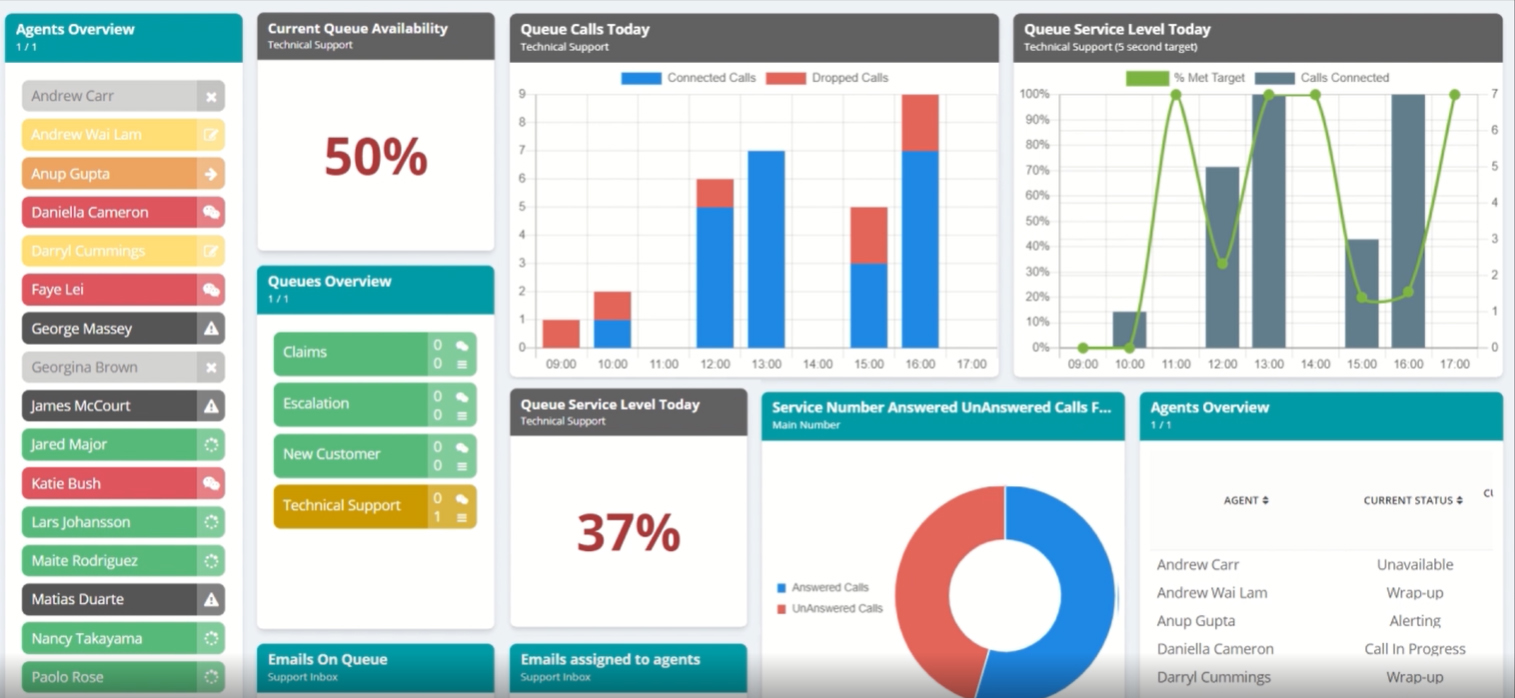 Agents Overview
1 / 1
Andrew Carr
Andrew Wai Lam
Anup Gupta
Daniella Cameron
Darryl Cummings
Faye Lei
George Massey
Georgina Brown
James McCourt
Jared Major
Katie Bush
Lars Johansson
Maite Rodriguez
Matias Duarte
Nancy Takayama
Paolo Rose
Current Queue Availability
Technical Support
50%
Queues Overview
1 / 1
Claims 0
0
Escalation 0
0
New Customer 0
0
Technical Support 0
1
Emails On Queue
Support Inbox
Queue Calls Today
Technical Support
Connected Calls Dropped Calls
9
8
7
6
5
4
3
2
1
0
09:00 10:00 11:00 12:00 13:00 14:00 15:00 16:00 17:00
Queue Service Level Today
Technical Support (5 second target)
% Met Target Calls Connected
100% 7
90%
80% 6
70% 5
60%
50% 4
40% 3
30% 2
20%
10% 1
0% 0
09:00 10:00 11:00 12:00 13:00 14:00 15:00 16:00 17:00
Queue Service Level Today
Technical Support
37%
Emails assigned to agents
Support Inbox
Service Number Answered UnAnswered Calls F...
Main Number
Answered Calls
UnAnswered Calls
Agents Overview
1 / 1
AGENT CURRENT STATUS
Andrew Carr Unavailable
Andrew Wai Lam Wrap-up
Anup Gupta Alerting
Daniella Cameron Call In Progress
Darryl Cummings Wrap-up